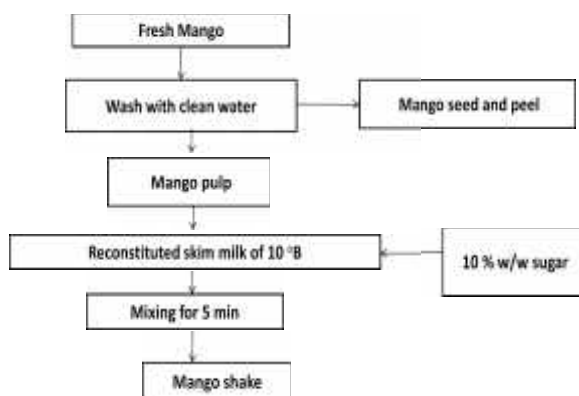 Fresh Mango
Wash with clean water
Mango seed and peel
Mango pulp
Reconstituted skim milk of 10 °B
10 % w/w sugar
Mixing for 5 min
Mango shake